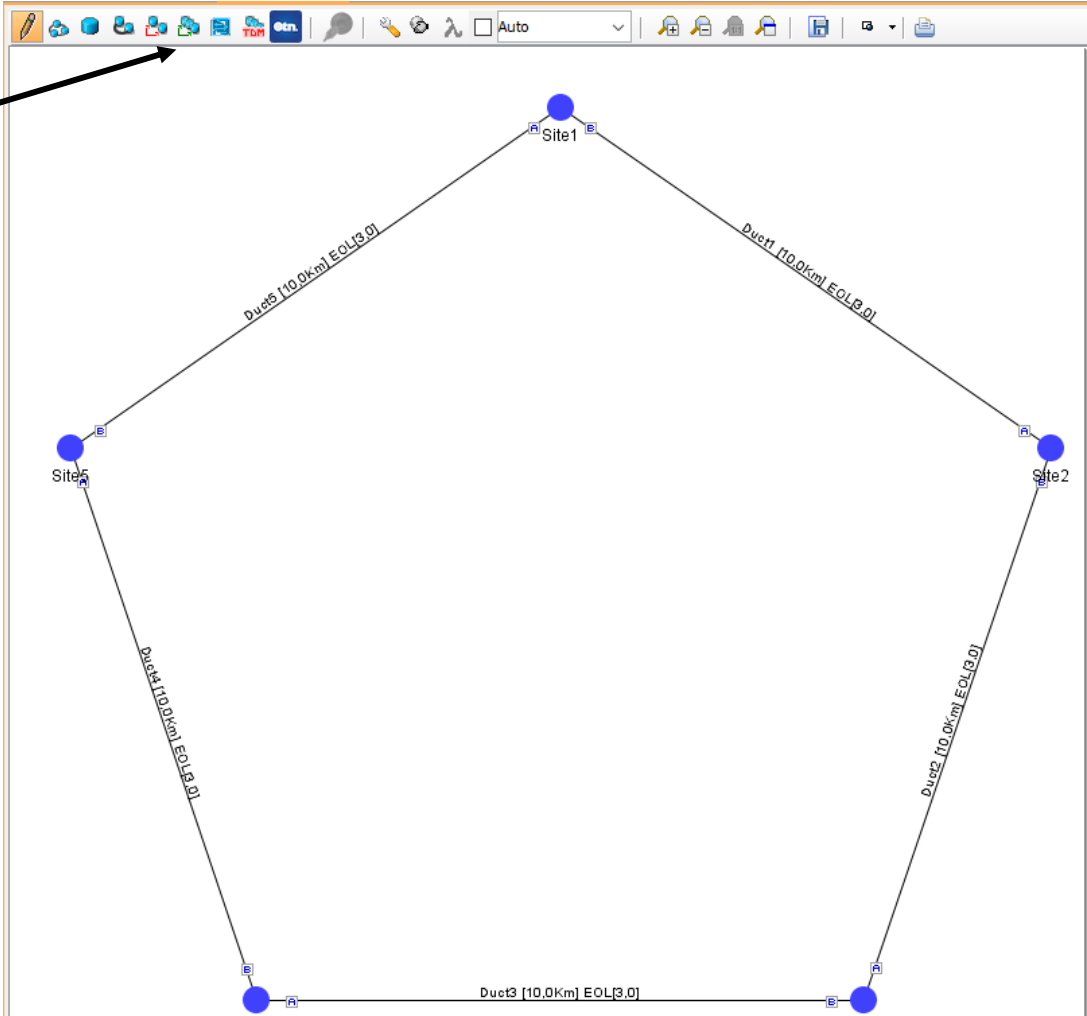 TDM
otn.
λ
Auto
A
B
Site1
Duct5 [10,0Km] EOL[3,0]
Duct1 [10,0Km] EOL[3,0]
B
A
Site5
A
Site2
B
Duct4 [10,0Km] EOL[3,0]
Duct2 [10,0Km] EOL[3,0]
B
A
Duct3 [10,0Km] EOL[3,0]
A
B